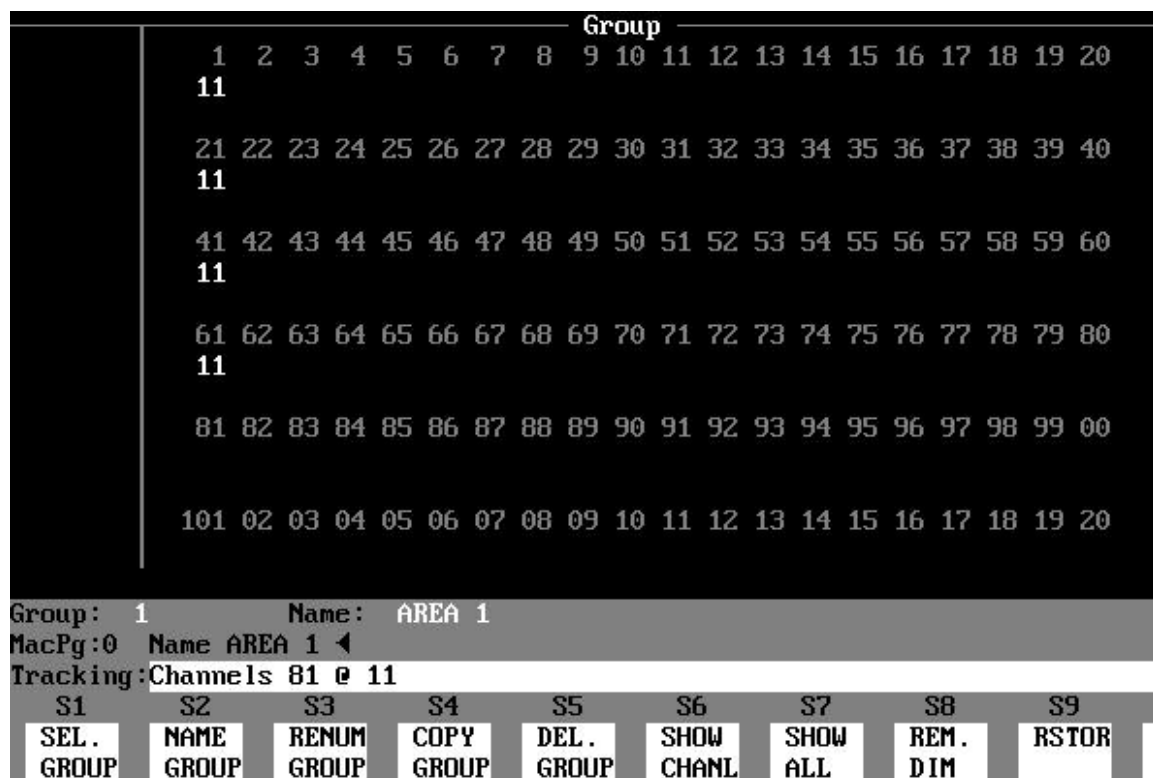 Group
1 2 3 4 5 6 7 8 9 10 11 12 13 14 15 16 17 18 19 20
11
21 22 23 24 25 26 27 28 29 30 31 32 33 34 35 36 37 38 39 40
11
41 42 43 44 45 46 47 48 49 50 51 52 53 54 55 56 57 58 59 60
11
61 62 63 64 65 66 67 68 69 70 71 72 73 74 75 76 77 78 79 80
11
81 82 83 84 85 86 87 88 89 90 91 92 93 94 95 96 97 98 99 00
101 02 03 04 05 06 07 08 09 10 11 12 13 14 15 16 17 18 19 20
Group: 1 Name: AREA 1
MacPg:0 Name AREA 1 ◄
Tracking:Channels 81 @ 11
S1 S2 S3 S4 S5 S6 S7 S8 S9
SEL. NAME RENUM COPY DEL. SHOW SHOW REM. RSTOR
GROUP GROUP GROUP GROUP GROUP CHANL ALL DIM